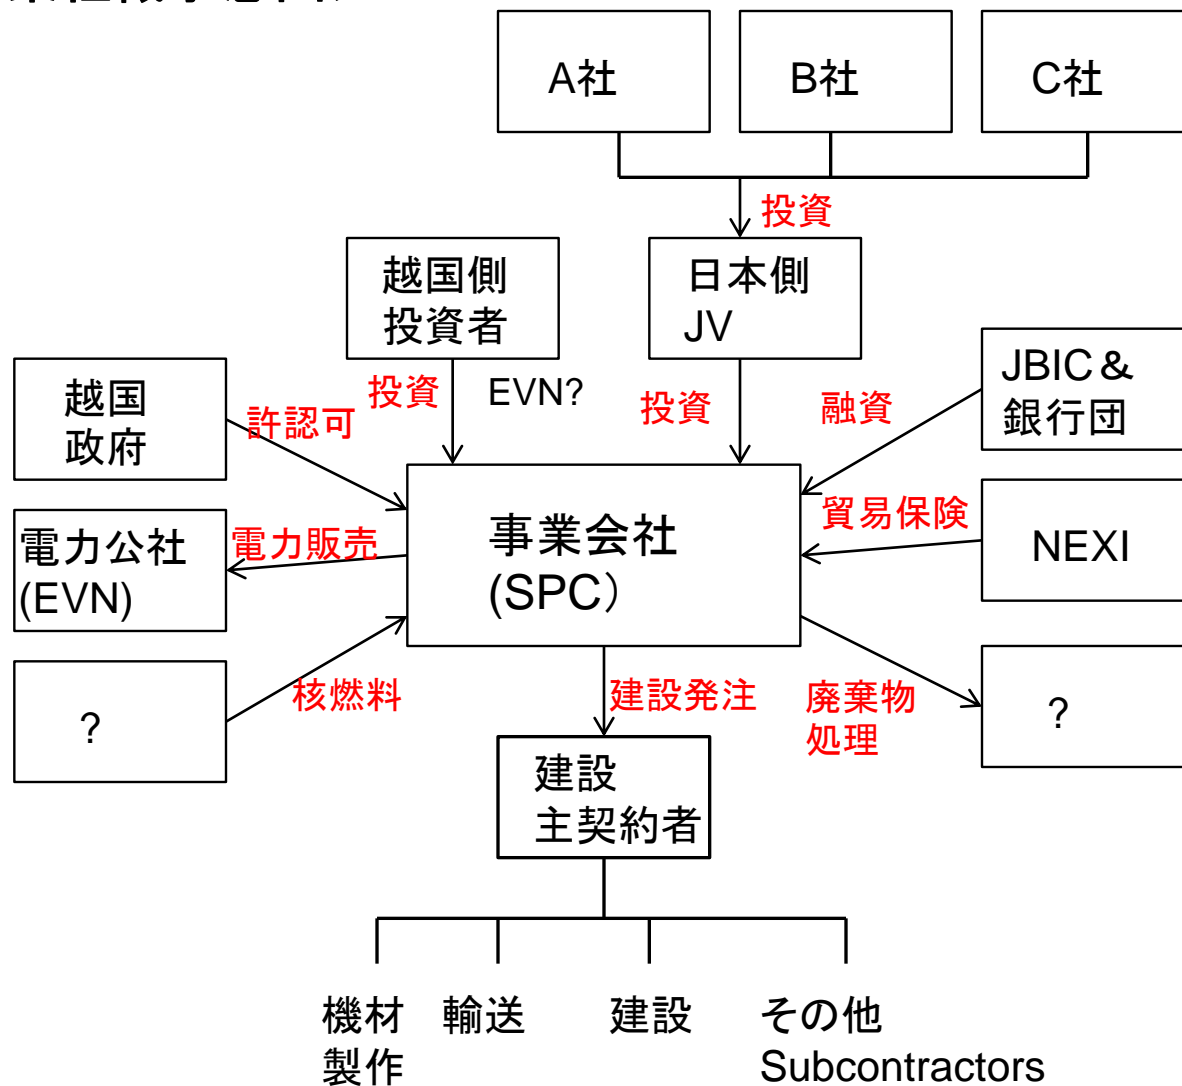 A社
B社
C社
投資
越国側
投資者
日本側
JV
JBIC＆
銀行団
越国
政府
許認可
投資
EVN?
投資
融資
電力公社
(EVN)
電力販売
事業会社
(SPC）
貿易保険
NEXI
?
核燃料
建設発注
廃棄物
処理
?
建設
主契約者
機材
製作
輸送
建設
その他
Subcontractors